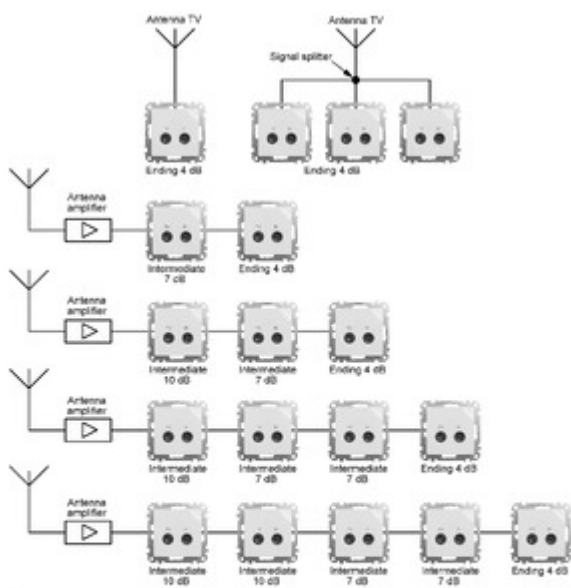 Antenna TV
Antenna TV
Signal splitter
Ending 4 dB
Ending 4 dB
Antenna
amplifier
Intermediate
7 dB
Ending 4 dB
Antenna
amplifier
Intermediate
10 dB
Intermediate
7 dB
Ending 4 dB
Antenna
amplifier
Intermediate
10 dB
Intermediate
7 dB
Intermediate
7 dB
Ending 4 dB
Antenna
amplifier
Intermediate
10 dB
Intermediate
10 dB
Intermediate
7 dB
Intermediate
7 dB
Ending 4 dB